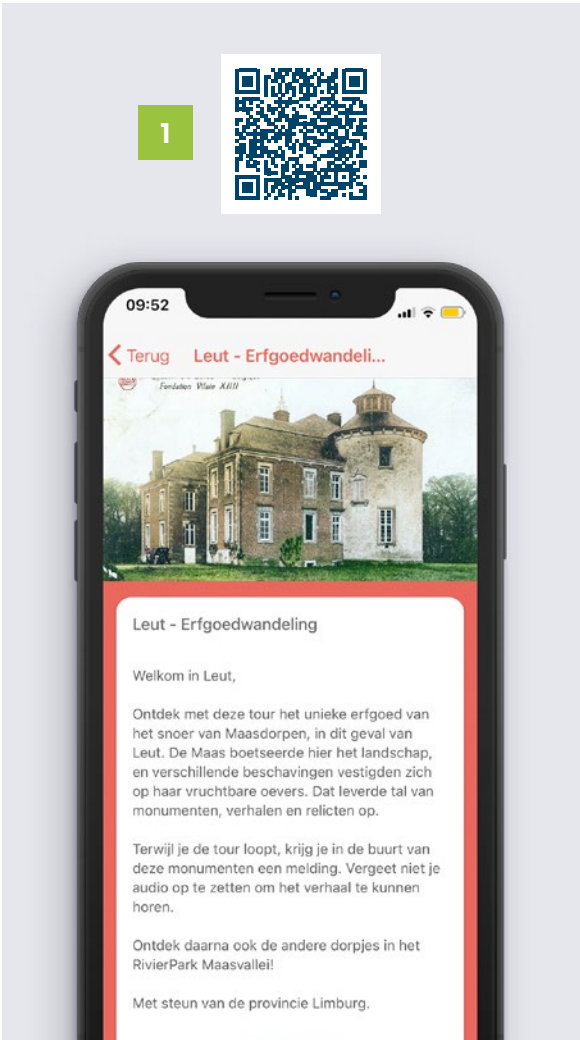 1
09:52
Terug Leut - Erfgoedwandeli...
Fondation Vilain XIIII
Leut - Erfgoedwandeling
Welkom in Leut,
Ontdek met deze tour het unieke erfgoed van
het snoer van Maasdorpen, in dit geval van
Leut. De Maas boetseerde hier het landschap,
en verschillende beschavingen vestigden zich
op haar vruchtbare oevers. Dat leverde tal van
monumenten, verhalen en relicten op.
Terwijl je de tour loopt, krijg je in de buurt van
deze monumenten een melding. Vergeet niet je
audio op te zetten om het verhaal te kunnen
horen.
Ontdek daarna ook de andere dorpjes in het
RivierPark Maasvallei!
Met steun van de provincie Limburg.